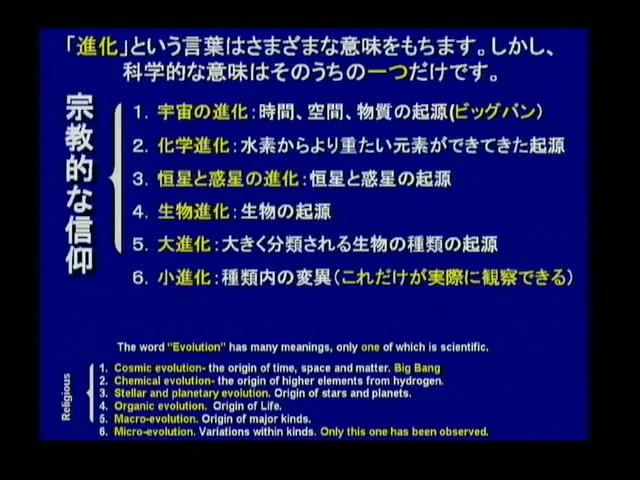 「進化」という言葉はさまざまな意味をもちます。しかし、
科学的な意味はそのうちの一つだけです。
宗教的な信仰
1. 宇宙の進化：時間、空間、物質の起源(ビッグバン）
2. 化学進化：水素からより重たい元素ができてきた起源
3. 恒星と惑星の進化：恒星と惑星の起源
4. 生物進化：生物の起源
5. 大進化：大きく分類される生物の種類の起源
6. 小進化：種類内の変異（これだけが実際に観察できる）
The word "Evolution" has many meanings, only one of which is scientific.
Religious
1. Cosmic evolution- the origin of time, space and matter. Big Bang
2. Chemical evolution- the origin of higher elements from hydrogen.
3 Stellar and planetary evolution. Origin of stars and planets.
4. Organic evolution. Origin of Life.
5. Macro-evolution. Origin of major kinds.
6. Micro-evolution. Variations within kinds. Only this one has been observed.